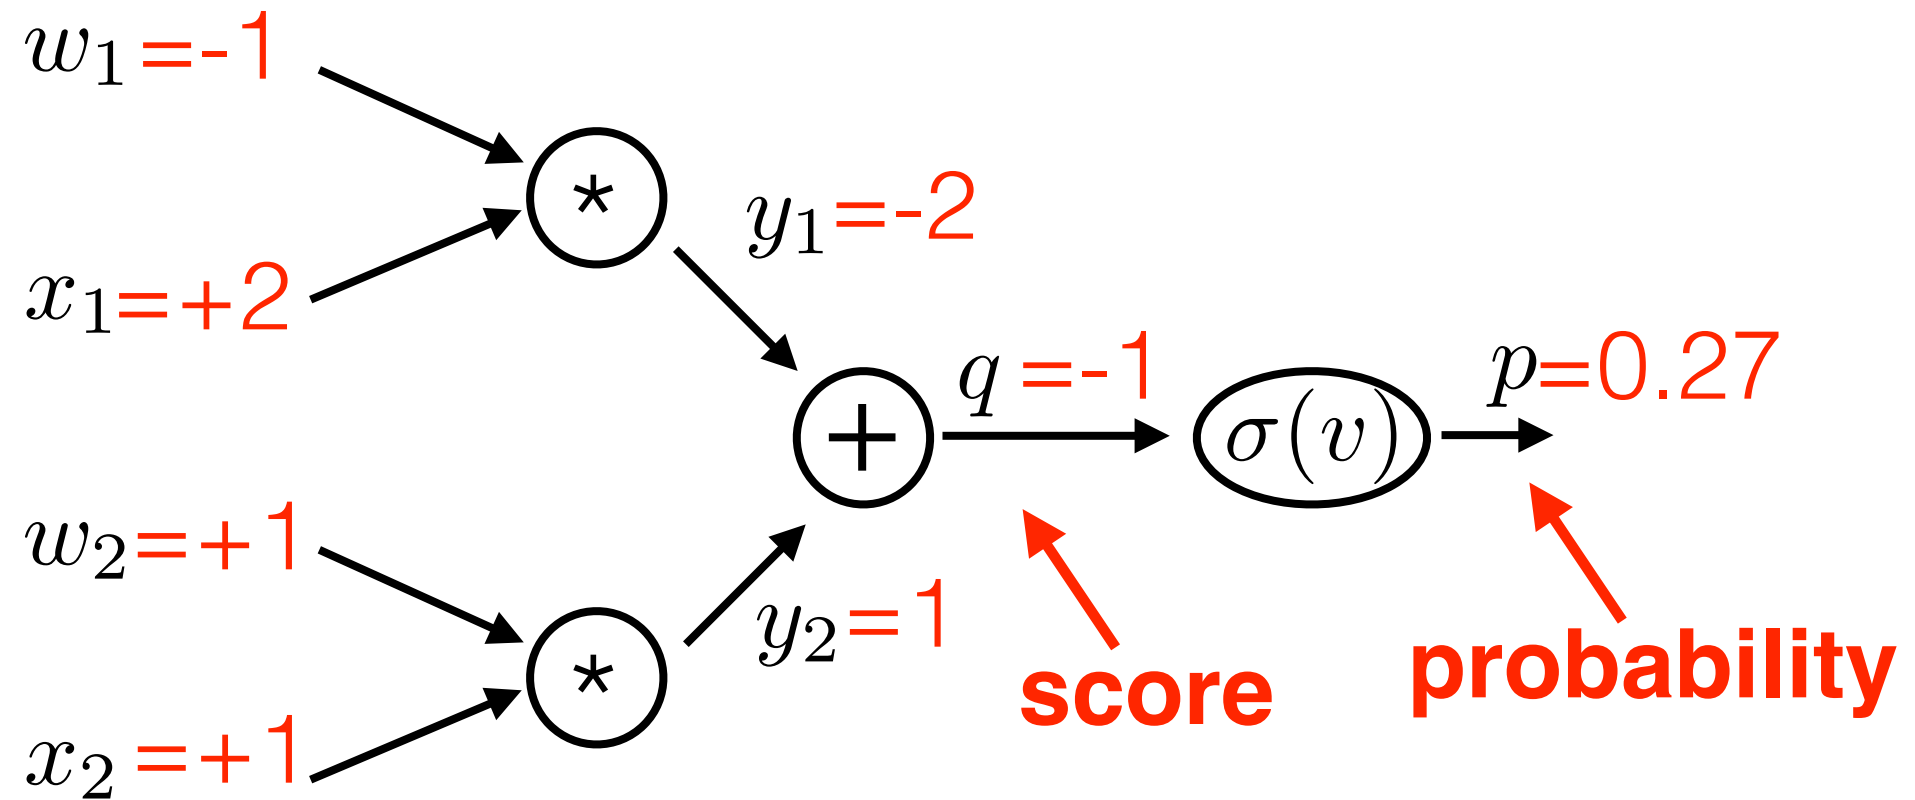 w₁=-1
*
y₁=-2
x₁=+2
q=-1
p=0.27
+
σ(v)
w₂=+1
y₂=1
*
score
probability
x₂=+1